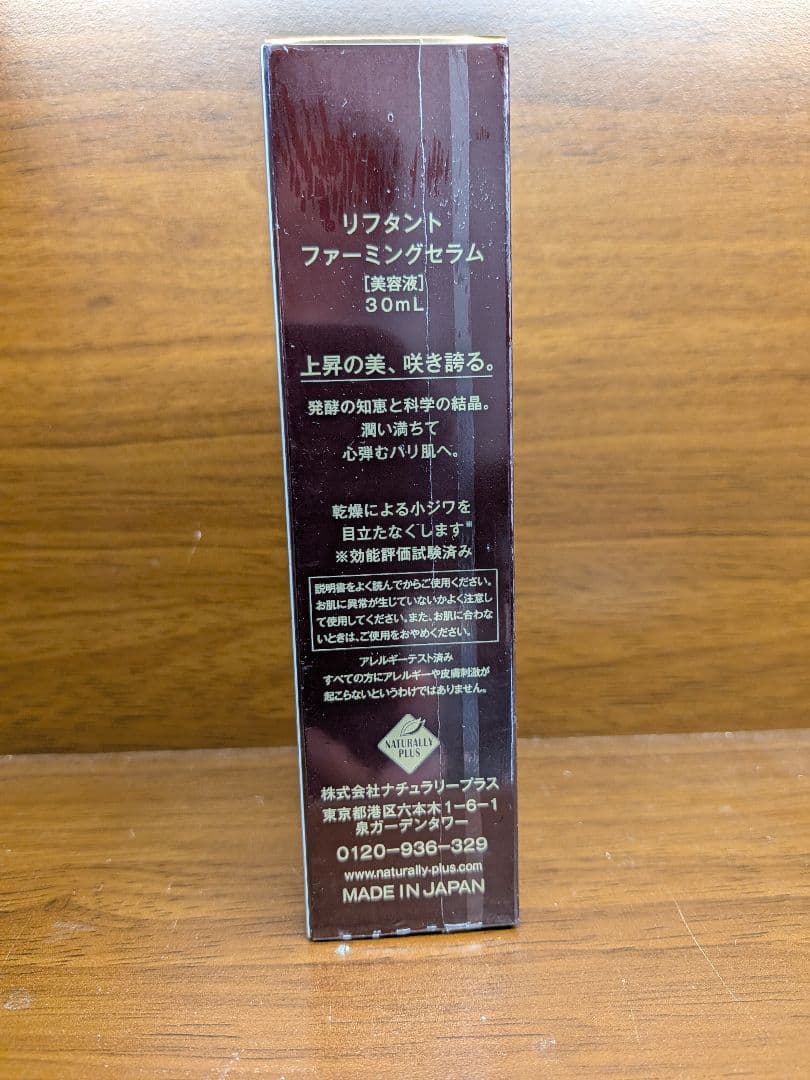 リフタント
ファーミングセラム
[美容液]
30mL
上昇の美、咲き誇る。
発酵の知恵と科学の結晶。
潤い満ちて
心弾むハリ肌へ。
乾燥による小ジワを
目立たなくします※
※効能評価試験済み
説明書をよく読んでからご使用ください。
お肌に異常が生じていないかよく注意し
て使用してください。また、お肌に合わな
いときは、ご使用をおやめください。
アレルギーテスト済み
すべての方にアレルギーや皮膚刺激が
起こらないというわけではありません。
NATURALLY
PLUS
株式会社ナチュラリープラス
東京都港区六本木1-6-1
泉ガーデンタワー
0120-936-329
www.naturally-plus.com
MADE IN JAPAN